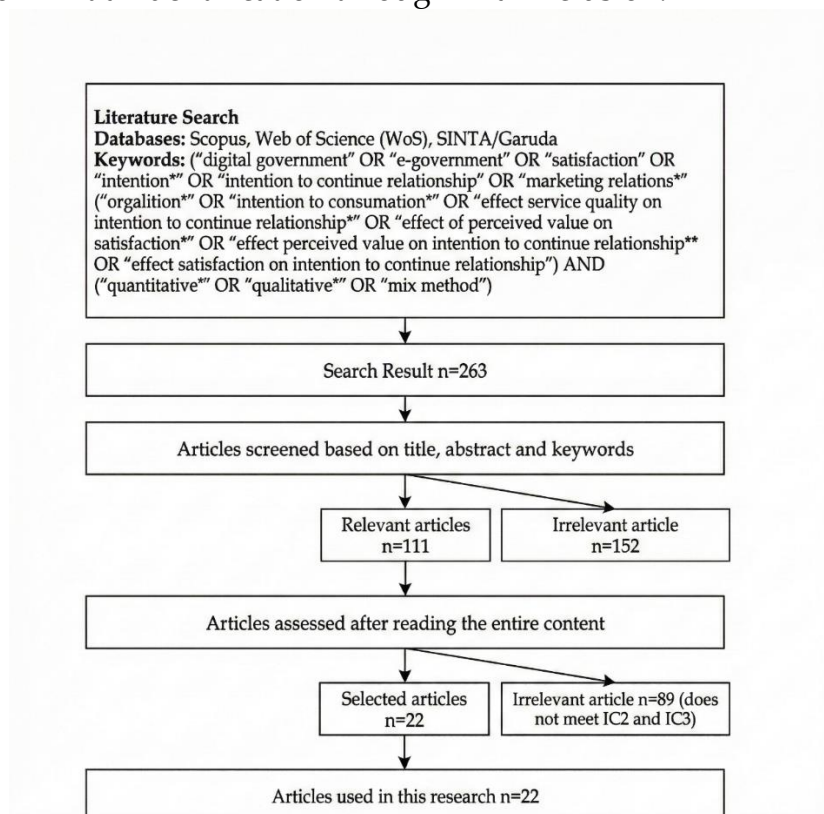 Literature Search
Databases: Scopus, Web of Science (WoS), SINTA/Garuda
Keywords: (“digital government” OR “e-government” OR “satisfaction” OR
“intention*” OR “intention to continue relationship” OR “marketing relations*”
(“orgalition*” OR “intention to consumation*” OR “effect service quality on
intention to continue relationship*” OR “effect of perceived value on
satisfaction*” OR “effect perceived value on intention to continue relationship**
OR “effect satisfaction on intention to continue relationship”) AND
(“quantitative*” OR “qualitative*” OR “mix method”)
Search Result n=263
Articles screened based on title, abstract and keywords
Relevant articles
n=111
Irrelevant article
n=152
Articles assessed after reading the entire content
Selected articles
n=22
Irrelevant article n=89 (does
not meet IC2 and IC3)
Articles used in this research n=22